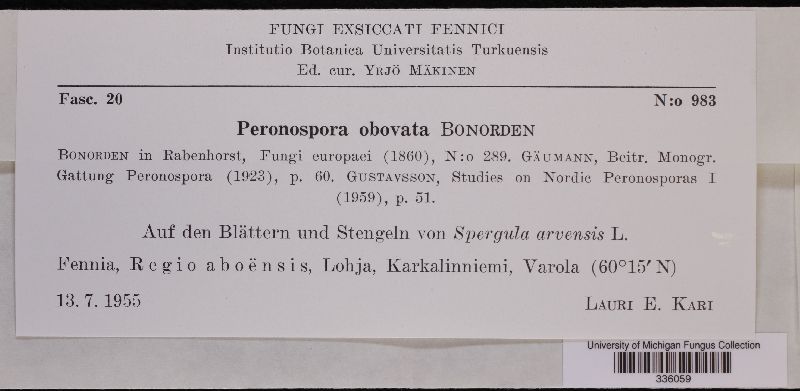 FUNGI EXSICCATI FENNICI
Institutio Botanica Universitatis Turkuensis
Ed. cur. YRJÖ MÄKINEN
Fasc. 20 N:o 983
Peronospora obovata BONORDEN
BONORDEN in Rabenhorst, Fungi europaei (1860), N:o 289. GÄUMANN, Beitr. Monogr.
Gattung Peronospora (1923), p. 60. GUSTAVSSON, Studies on Nordic Peronosporas I
(1959), p. 51.
Auf den Blättern und Stengeln von Spergula arvensis L.
Fennia, Regio aboënsis, Lohja, Karkalinniemi, Varola (60°15′ N)
13. 7. 1955 LAURI E. KARI
University of Michigan Fungus Collection
336059